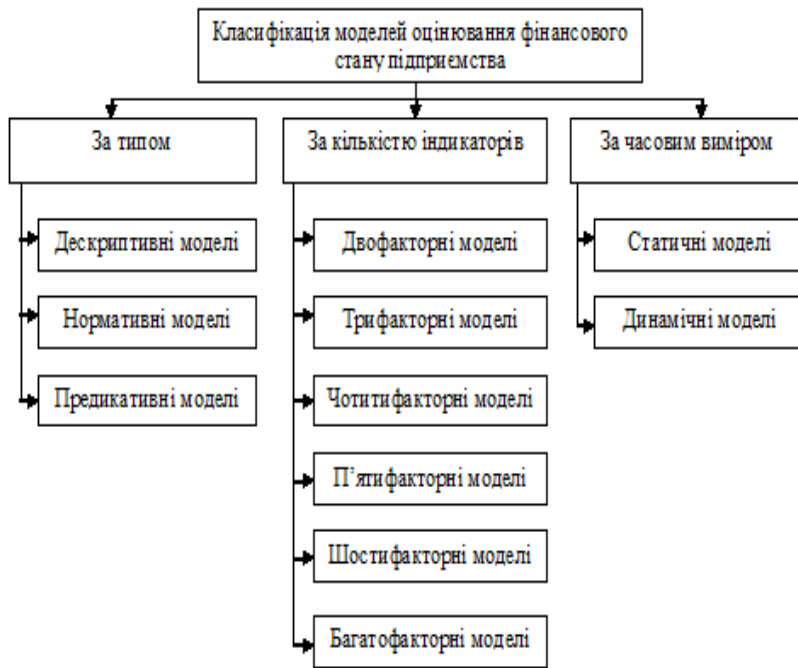 Класифікація моделей оцінювання фінансового
стану підприємства
За типом
За кількістю індикаторів
За часовим виміром
Дескриптивні моделі
Нормативні моделі
Предикативні моделі
Двофакторні моделі
Трифакторні моделі
Чотитифакторні моделі
П’ятифакторні моделі
Шостифакторні моделі
Багатофакторні моделі
Статичні моделі
Динамічні моделі